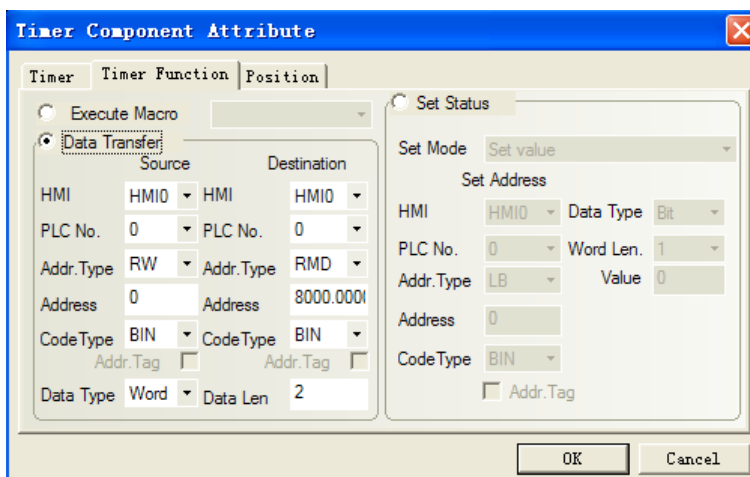 Timer Component Attribute
Timer Timer Function Position
Execute Macro
Data Transfer
Source Destination
HMI HMI0 HMI HMI0
PLC No. 0 PLC No. 0
Addr.Type RW Addr.Type RMD
Address 0 Address 8000.000
CodeType BIN CodeType BIN
Addr.Tag Addr.Tag
Data Type Word Data Len 2
Set Status
Set Mode Set value
Set Address
HMI HMI0 Data Type Bit
PLC No. 0 Word Len. 1
Addr.Type LB Value 0
Address 0
CodeType BIN
Addr.Tag
OK Cancel